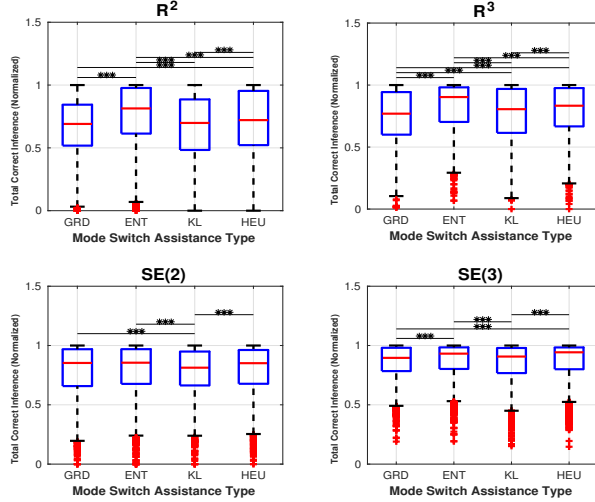 R²
1.5
1
0.5
0
Total Correct Inference (Normalized)
***
***
***
***
***
GRD ENT KL HEU
Mode Switch Assistance Type
R³
1.5
1
0.5
0
Total Correct Inference (Normalized)
***
***
***
***
***
***
GRD ENT KL HEU
Mode Switch Assistance Type
SE(2)
1.5
1
0.5
0
Total Correct Inference (Normalized)
***
***
***
GRD ENT KL HEU
Mode Switch Assistance Type
SE(3)
1.5
1
0.5
0
Total Correct Inference (Normalized)
***
***
***
***
GRD ENT KL HEU
Mode Switch Assistance Type